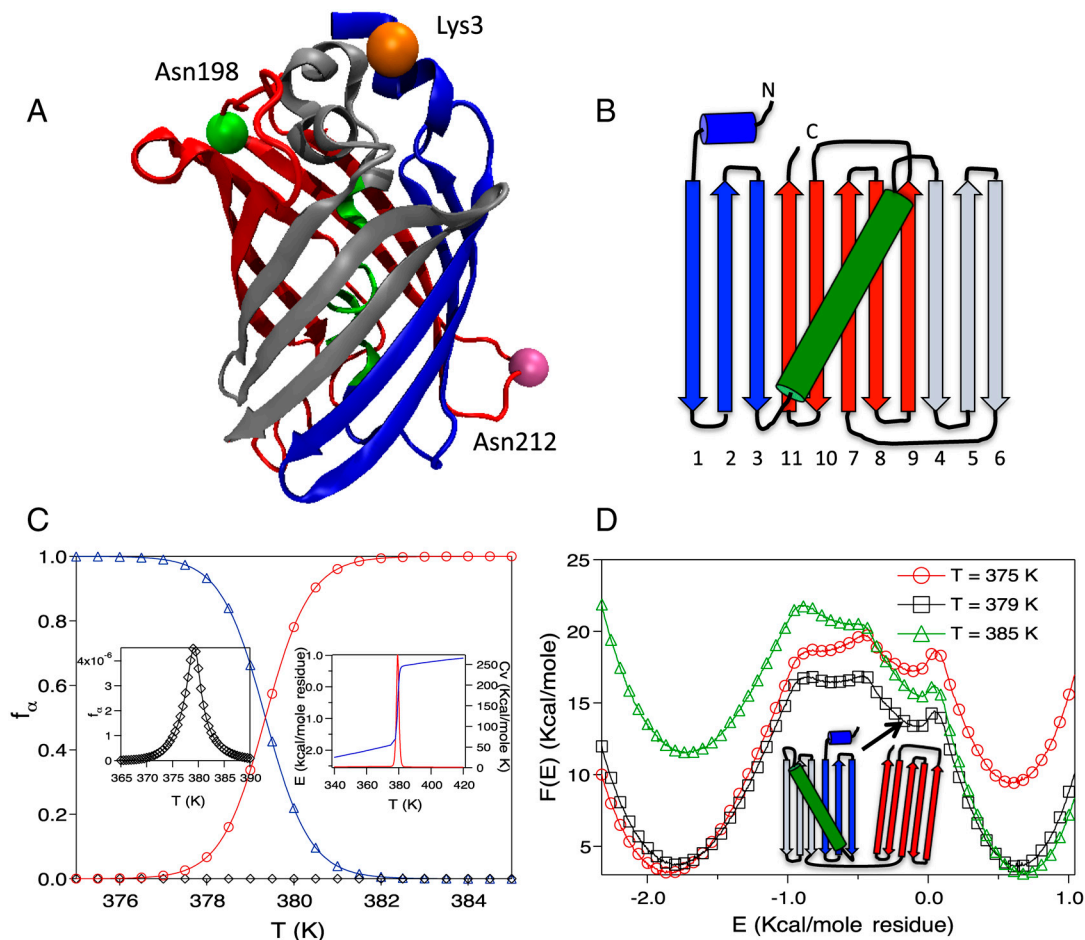 A
Lys3
Asn198
Asn212
B
N
C
1 2 3 11 10 7 8 9 4 5 6
C
fα
1.0
0.8
0.6
0.4
0.2
0.0
376 378 380 382 384
T (K)
fα
4x10⁻⁶
3
2
1
0
365 370 375 380 385 390
T (K)
E (kcal/mole residue)
1.0
0.0
1.0
-2.0
Cv (Kcal/mole K)
250
200
150
100
50
0
340 360 380 400 420
T (K)
D
F(E) (Kcal/mole)
25
20
15
10
5
T = 375 K
T = 379 K
T = 385 K
-2.0 -1.0 0.0 1.0
E (Kcal/mole residue)